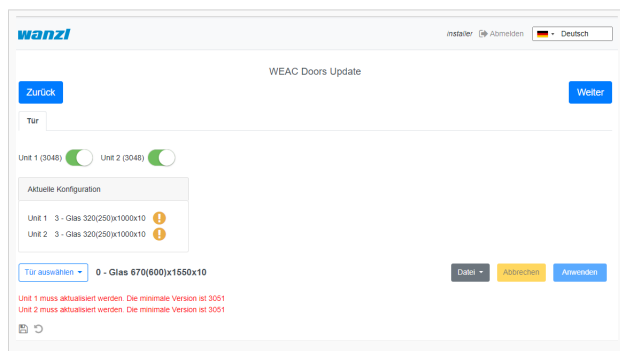 wanzl
installer Abmelden Deutsch
WEAC Doors Update
Zurück Weiter
Tür
Unit 1 (3048) Unit 2 (3048)
Aktuelle Konfiguration
Unit 1 3 - Glas 320(250)x1000x10
Unit 2 3 - Glas 320(250)x1000x10
Tür auswählen 0 - Glas 670(600)x1550x10 Datei Abbrechen Anwenden
Unit 1 muss aktualisiert werden. Die minimale Version ist 3051
Unit 2 muss aktualisiert werden. Die minimale Version ist 3051